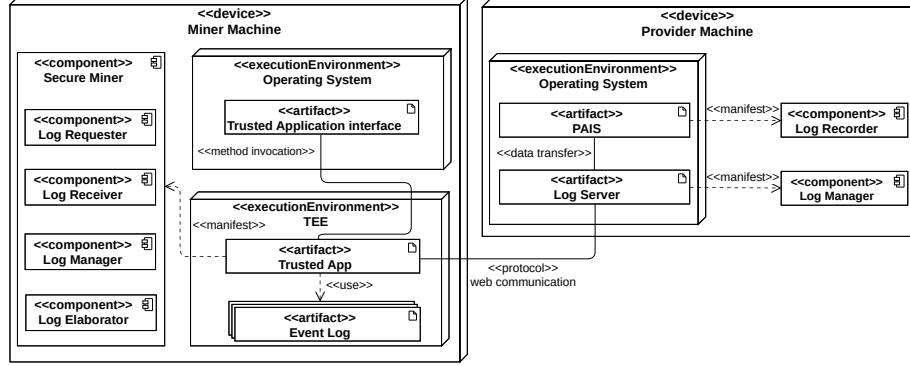 <<device>>
Miner Machine
<<component>>
Secure Miner
<<component>>
Log Requester
<<component>>
Log Receiver
<<component>>
Log Manager
<<component>>
Log Elaborator
<<executionEnvironment>>
Operating System
<<artifact>>
Trusted Application interface
<<method invocation>>
<<executionEnvironment>>
TEE
<<manifest>>
<<artifact>>
Trusted App
<<use>>
<<artifact>>
Event Log
<<protocol>>
web communication
<<device>>
Provider Machine
<<executionEnvironment>>
Operating System
<<artifact>>
PAIS
<<data transfer>>
<<artifact>>
Log Server
<<manifest>>
<<component>>
Log Recorder
<<manifest>>
<<component>>
Log Manager